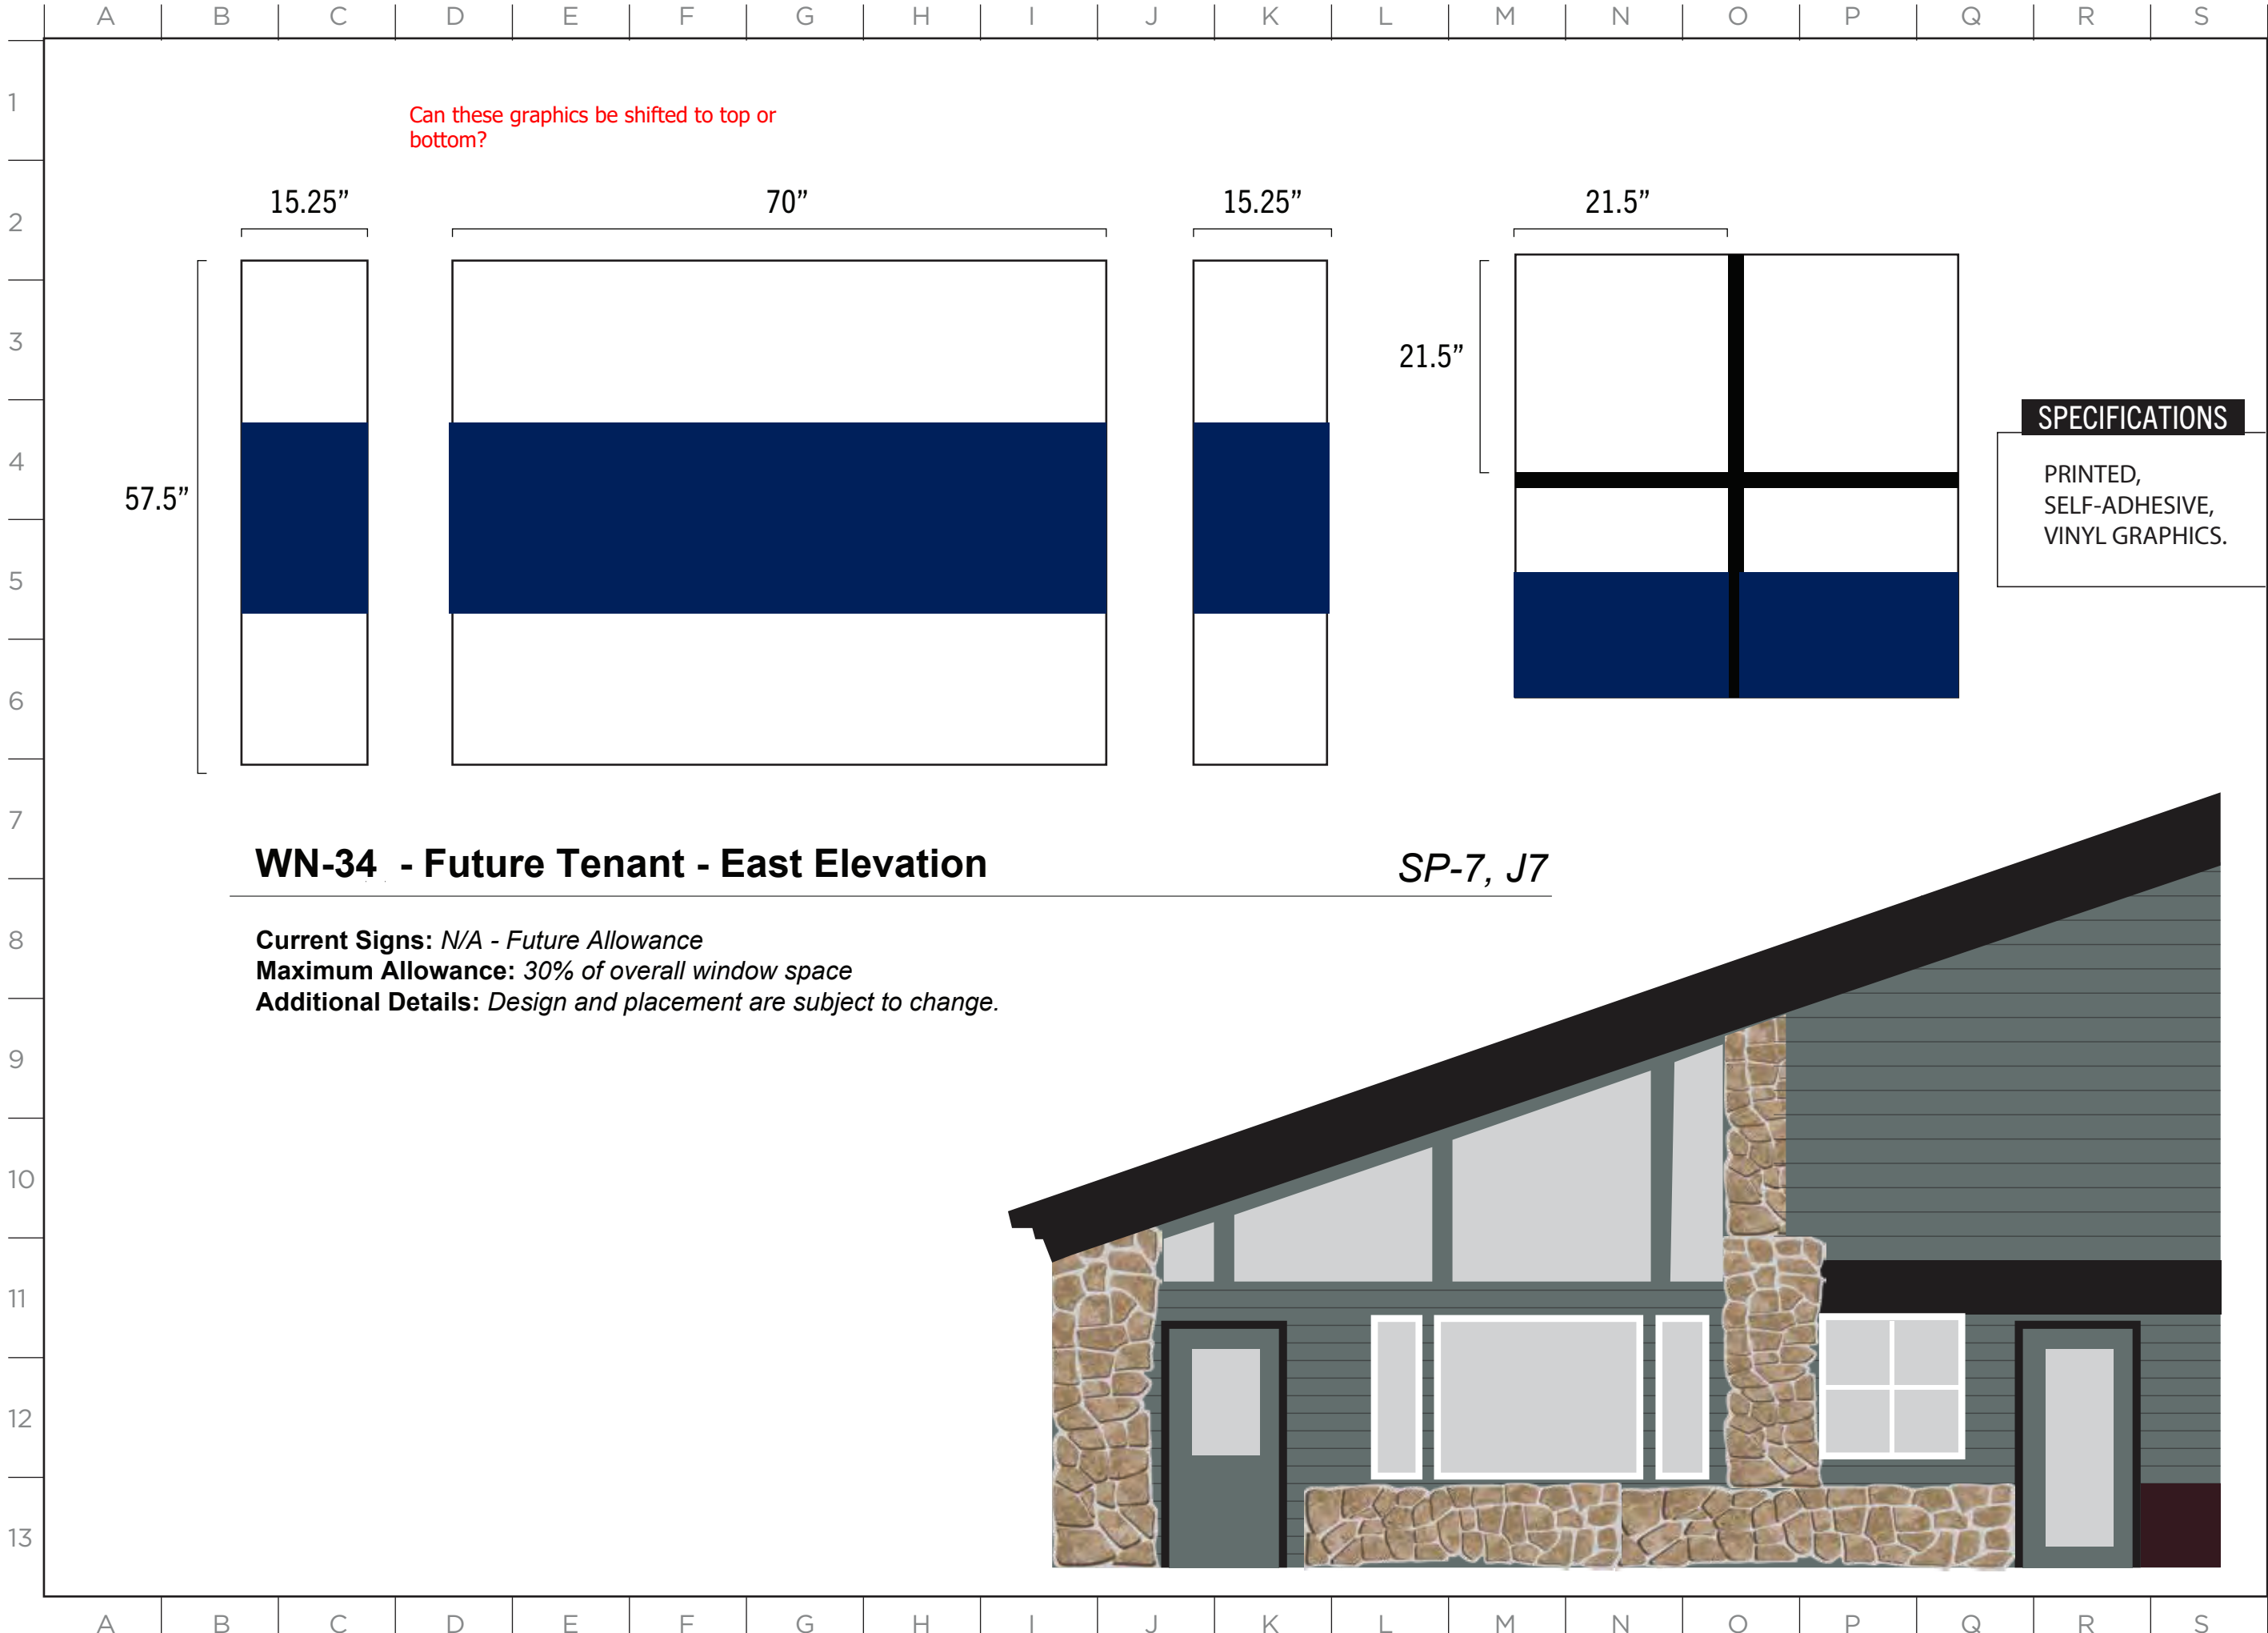 A B C D E F G H I J K L M N O P Q R S
1
Can these graphics be shifted to top or
bottom?
15.25” 70” 15.25” 21.5”
2
3
21.5”
SPECIFICATIONS
4
PRINTED,
SELF-ADHESIVE,
VINYL GRAPHICS.
57.5”
5
6
7
WN-34 - Future Tenant - East Elevation SP-7, J7
8
Current Signs: N/A - Future Allowance
Maximum Allowance: 30% of overall window space
Additional Details: Design and placement are subject to change.
9
10
11
12
13
A B C D E F G H I J K L M N O P Q R S